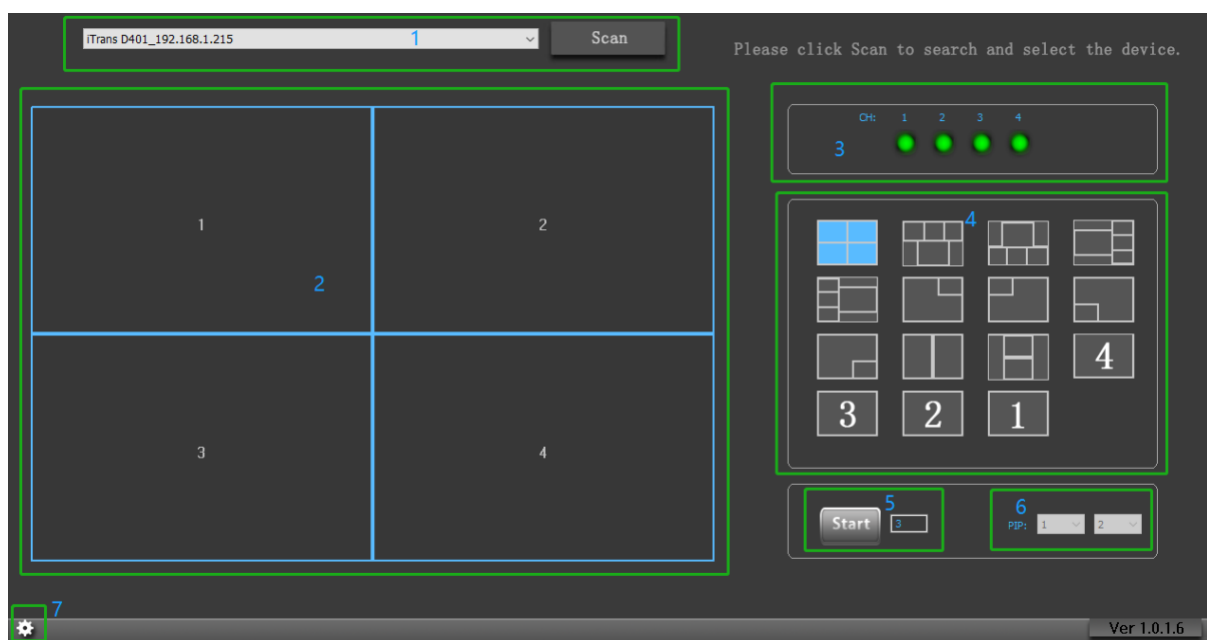 iTrans D401_192.168.1.215
1
Scan
Please click Scan to search and select the device.
CH: 1 2 3 4
3
1
2
2
3
4
4
4
3 2 1
5
Start 3
6
PIP: 1 2
7
Ver 1.0.1.6